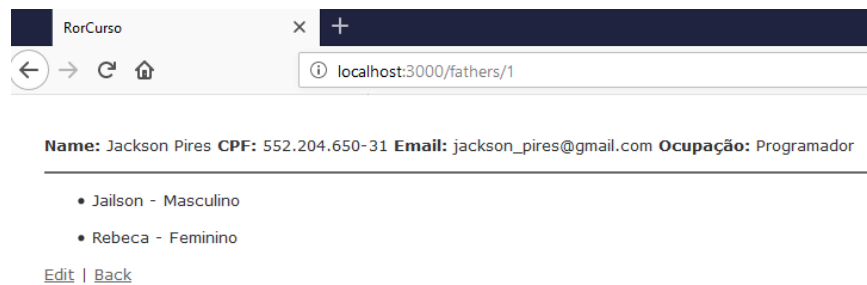 RorCurso
localhost:3000/fathers/1
Name: Jackson Pires CPF: 552.204.650-31 Email: jackson_pires@gmail.com Ocupação: Programador
• Jailson - Masculino
• Rebeca - Feminino
Edit | Back